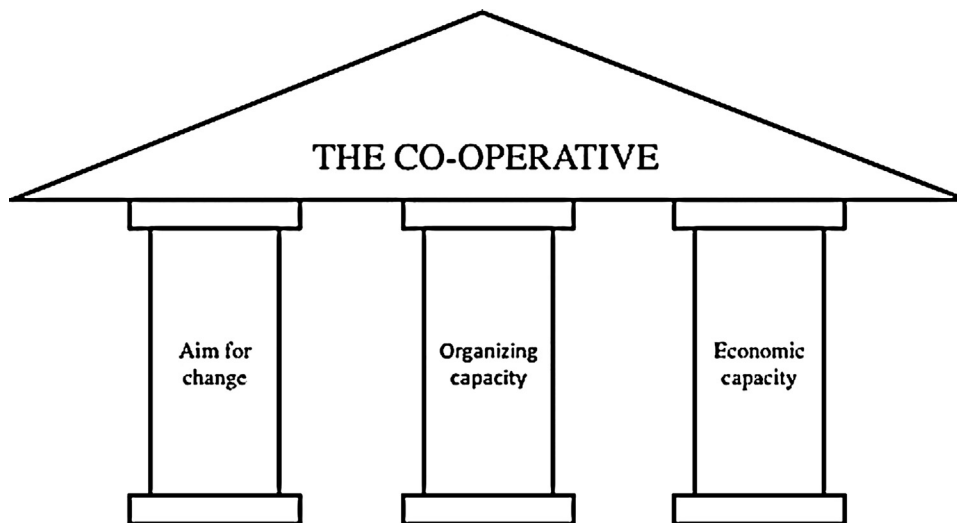 THE CO-OPERATIVE
Aim for
change
Organizing
capacity
Economic
capacity